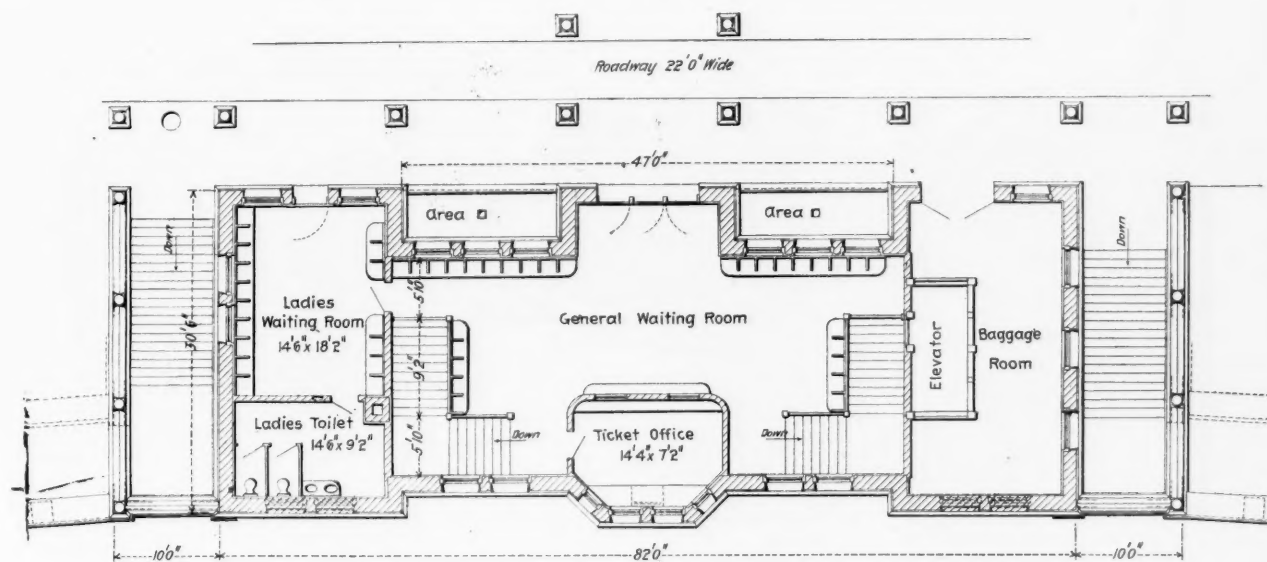 Roadway 22'0" Wide
47'0"
area
area
Down
Down
5'10"
Ladies
Waiting Room
14'6" x 18'2"
General Waiting Room
Elevator
Baggage
Room
30'6"
9'2"
Ladies Toilet
14'6" x 9'2"
5'10"
Down
Ticket Office
14'4" x 7'2"
Down
10'0"
82'0"
10'0"